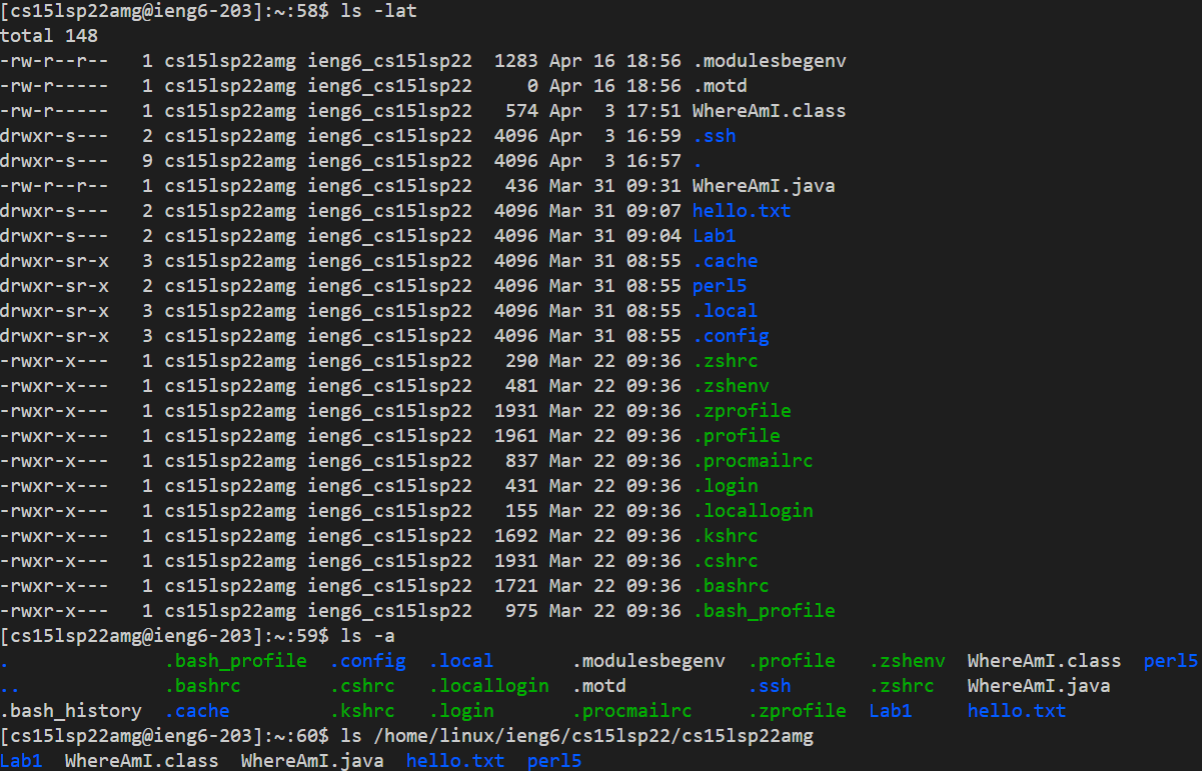 [cs15lsp22amg@ieng6-203]:~:58$ ls -lat
total 148
-rw-r--r--   1 cs15lsp22amg ieng6_cs15lsp22  1283 Apr 16 18:56 .modulesbegenv
-rw-r-----   1 cs15lsp22amg ieng6_cs15lsp22     0 Apr 16 18:56 .motd
-rw-r-----   1 cs15lsp22amg ieng6_cs15lsp22   574 Apr  3 17:51 WhereAmI.class
drwxr-s---   2 cs15lsp22amg ieng6_cs15lsp22  4096 Apr  3 16:59 .ssh
drwxr-s---   9 cs15lsp22amg ieng6_cs15lsp22  4096 Apr  3 16:57 .
-rw-r--r--   1 cs15lsp22amg ieng6_cs15lsp22   436 Mar 31 09:31 WhereAmI.java
drwxr-s---   2 cs15lsp22amg ieng6_cs15lsp22  4096 Mar 31 09:07 hello.txt
drwxr-s---   2 cs15lsp22amg ieng6_cs15lsp22  4096 Mar 31 09:04 Lab1
drwxr-sr-x   3 cs15lsp22amg ieng6_cs15lsp22  4096 Mar 31 08:55 .cache
drwxr-sr-x   2 cs15lsp22amg ieng6_cs15lsp22  4096 Mar 31 08:55 perl5
drwxr-sr-x   3 cs15lsp22amg ieng6_cs15lsp22  4096 Mar 31 08:55 .local
drwxr-sr-x   3 cs15lsp22amg ieng6_cs15lsp22  4096 Mar 31 08:55 .config
-rwxr-x---   1 cs15lsp22amg ieng6_cs15lsp22   290 Mar 22 09:36 .zshrc
-rwxr-x---   1 cs15lsp22amg ieng6_cs15lsp22   481 Mar 22 09:36 .zshenv
-rwxr-x---   1 cs15lsp22amg ieng6_cs15lsp22  1931 Mar 22 09:36 .zprofile
-rwxr-x---   1 cs15lsp22amg ieng6_cs15lsp22  1961 Mar 22 09:36 .profile
-rwxr-x---   1 cs15lsp22amg ieng6_cs15lsp22   837 Mar 22 09:36 .procmailrc
-rwxr-x---   1 cs15lsp22amg ieng6_cs15lsp22   431 Mar 22 09:36 .login
-rwxr-x---   1 cs15lsp22amg ieng6_cs15lsp22   155 Mar 22 09:36 .locallogin
-rwxr-x---   1 cs15lsp22amg ieng6_cs15lsp22  1692 Mar 22 09:36 .kshrc
-rwxr-x---   1 cs15lsp22amg ieng6_cs15lsp22  1931 Mar 22 09:36 .cshrc
-rwxr-x---   1 cs15lsp22amg ieng6_cs15lsp22  1721 Mar 22 09:36 .bashrc
-rwxr-x---   1 cs15lsp22amg ieng6_cs15lsp22   975 Mar 22 09:36 .bash_profile
[cs15lsp22amg@ieng6-203]:~:59$ ls -a
.              .bash_profile  .config  .local       .modulesbegenv  .profile   .zshenv  WhereAmI.class  perl5
..             .bashrc        .cshrc   .locallogin  .motd           .ssh       .zshrc   WhereAmI.java
.bash_history  .cache         .kshrc   .login       .procmailrc     .zprofile  Lab1     hello.txt
[cs15lsp22amg@ieng6-203]:~:60$ ls /home/linux/ieng6/cs15lsp22/cs15lsp22amg
Lab1  WhereAmI.class  WhereAmI.java  hello.txt  perl5